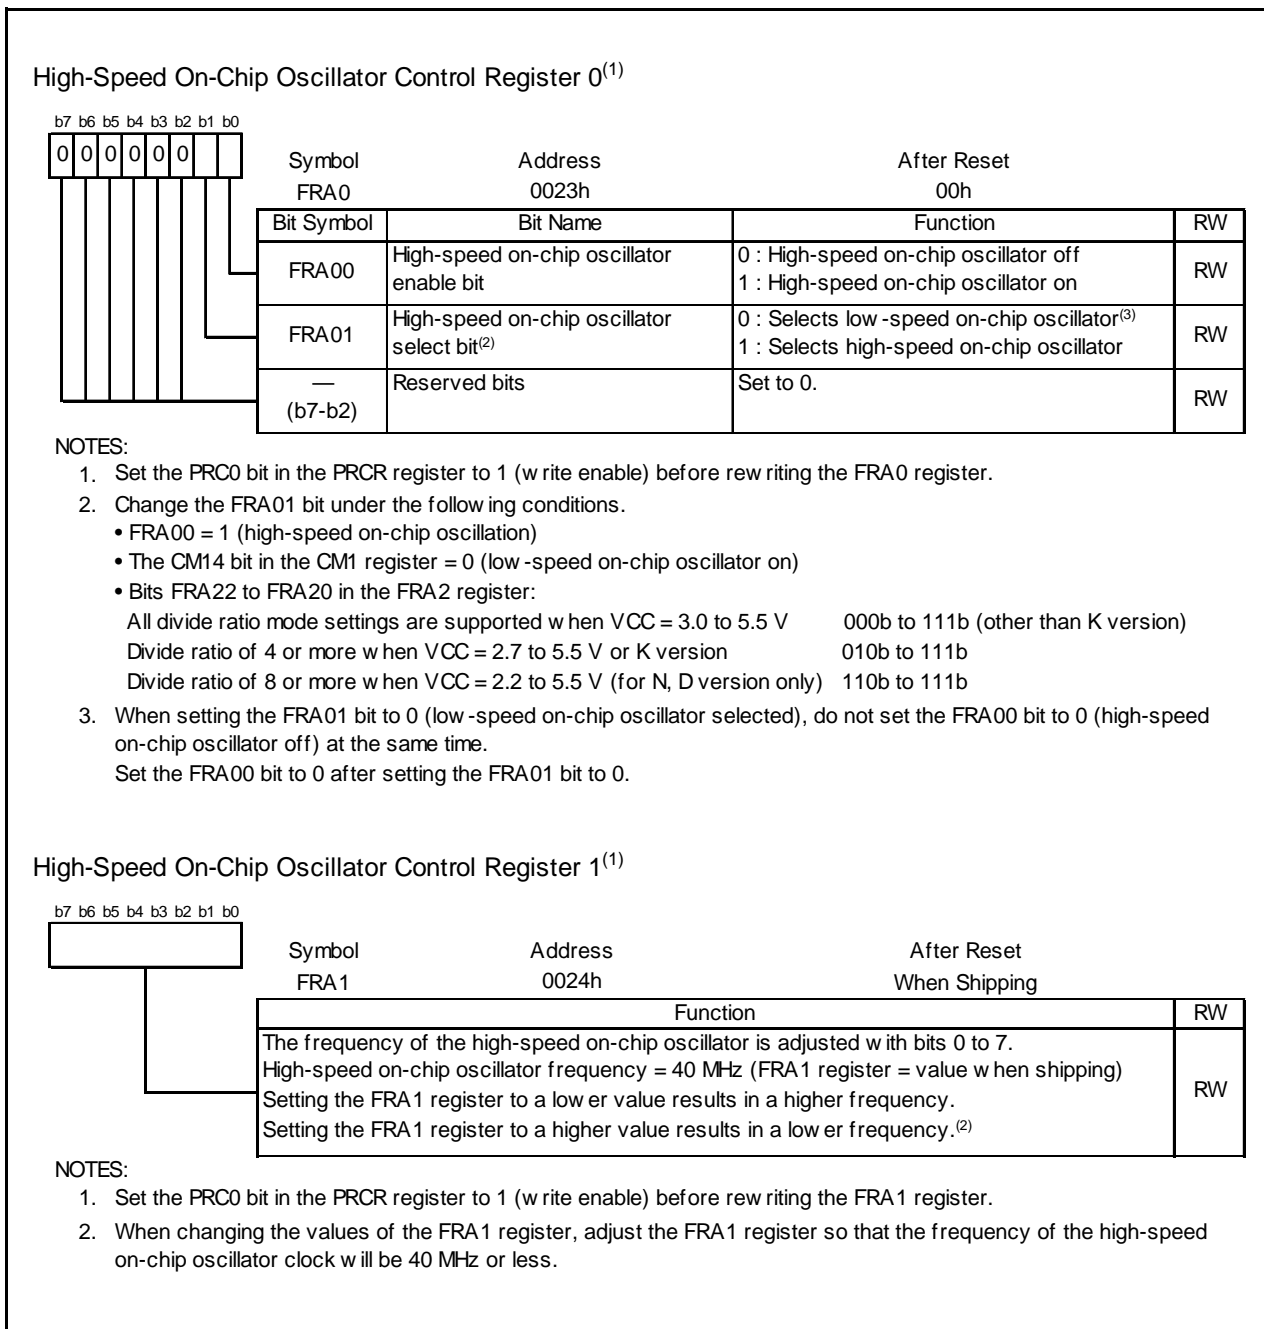 High-Speed On-Chip Oscillator Control Register 0(1)
b7 b6 b5 b4 b3 b2 b1 b0
0 0 0 0 0 0
Symbol Address After Reset
FRA0 0023h 00h
Bit Symbol Bit Name Function RW
FRA00 High-speed on-chip oscillator enable bit 0 : High-speed on-chip oscillator off 1 : High-speed on-chip oscillator on RW
FRA01 High-speed on-chip oscillator select bit(2) 0 : Selects low-speed on-chip oscillator(3) 1 : Selects high-speed on-chip oscillator RW
— (b7-b2) Reserved bits Set to 0. RW
NOTES:
1. Set the PRC0 bit in the PRCR register to 1 (write enable) before rewriting the FRA0 register.
2. Change the FRA01 bit under the following conditions.
• FRA00 = 1 (high-speed on-chip oscillation)
• The CM14 bit in the CM1 register = 0 (low-speed on-chip oscillator on)
• Bits FRA22 to FRA20 in the FRA2 register:
All divide ratio mode settings are supported when VCC = 3.0 to 5.5 V 000b to 111b (other than K version)
Divide ratio of 4 or more when VCC = 2.7 to 5.5 V or K version 010b to 111b
Divide ratio of 8 or more when VCC = 2.2 to 5.5 V (for N, D version only) 110b to 111b
3. When setting the FRA01 bit to 0 (low-speed on-chip oscillator selected), do not set the FRA00 bit to 0 (high-speed
on-chip oscillator off) at the same time.
Set the FRA00 bit to 0 after setting the FRA01 bit to 0.
High-Speed On-Chip Oscillator Control Register 1(1)
b7 b6 b5 b4 b3 b2 b1 b0
Symbol Address After Reset
FRA1 0024h When Shipping
Function RW
The frequency of the high-speed on-chip oscillator is adjusted with bits 0 to 7.
High-speed on-chip oscillator frequency = 40 MHz (FRA1 register = value when shipping)
Setting the FRA1 register to a lower value results in a higher frequency.
Setting the FRA1 register to a higher value results in a lower frequency.(2)
RW
NOTES:
1. Set the PRC0 bit in the PRCR register to 1 (write enable) before rewriting the FRA1 register.
2. When changing the values of the FRA1 register, adjust the FRA1 register so that the frequency of the high-speed
on-chip oscillator clock will be 40 MHz or less.